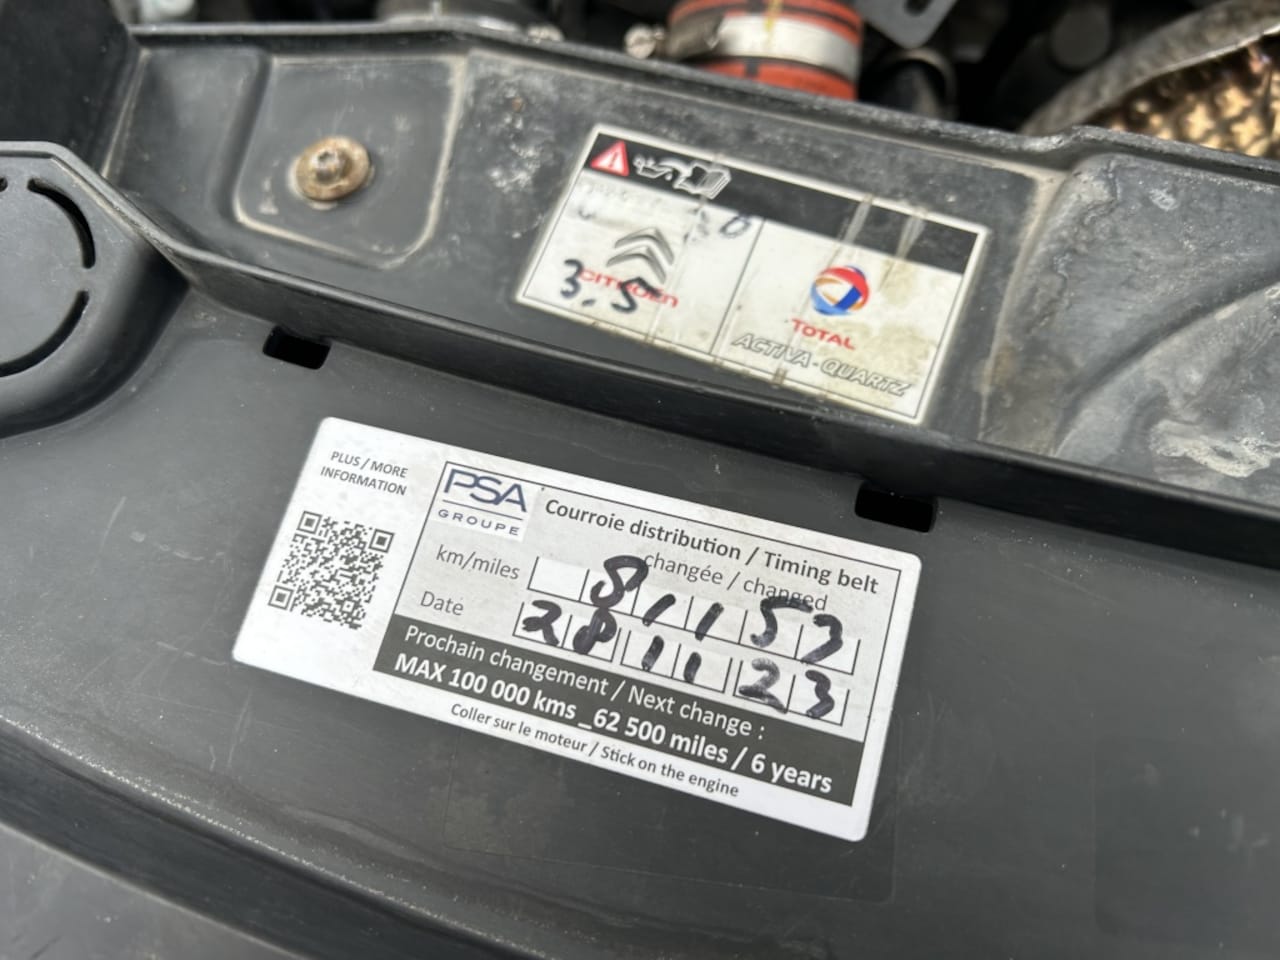 CITROËN
3.5
TOTAL
ACTIVA-QUARTZ
PLUS / MORE
INFORMATION
PSA
GROUPE
Courroie distribution / Timing belt
changée / changed
km/miles 81153
Date 28 11 23
Prochain changement / Next change :
MAX 100 000 kms _62 500 miles / 6 years
Coller sur le moteur / Stick on the engine